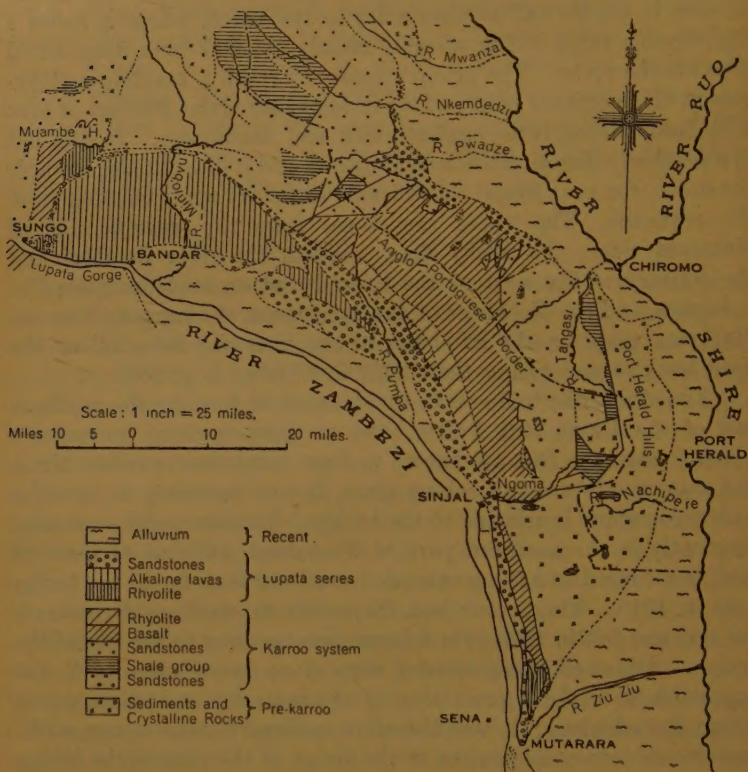 R. Mwanza
R. Nkemdedzi
R. Pwadze
RIVER RUO
RIVER
Muambe H.
SUNGO
BANDAR
Lupata Gorge
CHIROMO
Anglo-Portuguese border
Tangasi
Port Herald Hills
SHIRE
RIVER ZAMBEZI
R. Pumba
PORT
HERALD
Scale : 1 inch = 25 miles.
Miles 10 5 0 10 20 miles.
SINJAL
Ngoma
R. Nachipere
Alluvium } Recent.
Sandstones
Alkaline lavas } Lupata series
Rhyolite
Rhyolite
Basalt
Sandstones } Karroo system
Shale group
Sandstones
Sediments and
Crystalline Rocks } Pre-karroo
R Ziu Ziu
SENA
MUTARARA